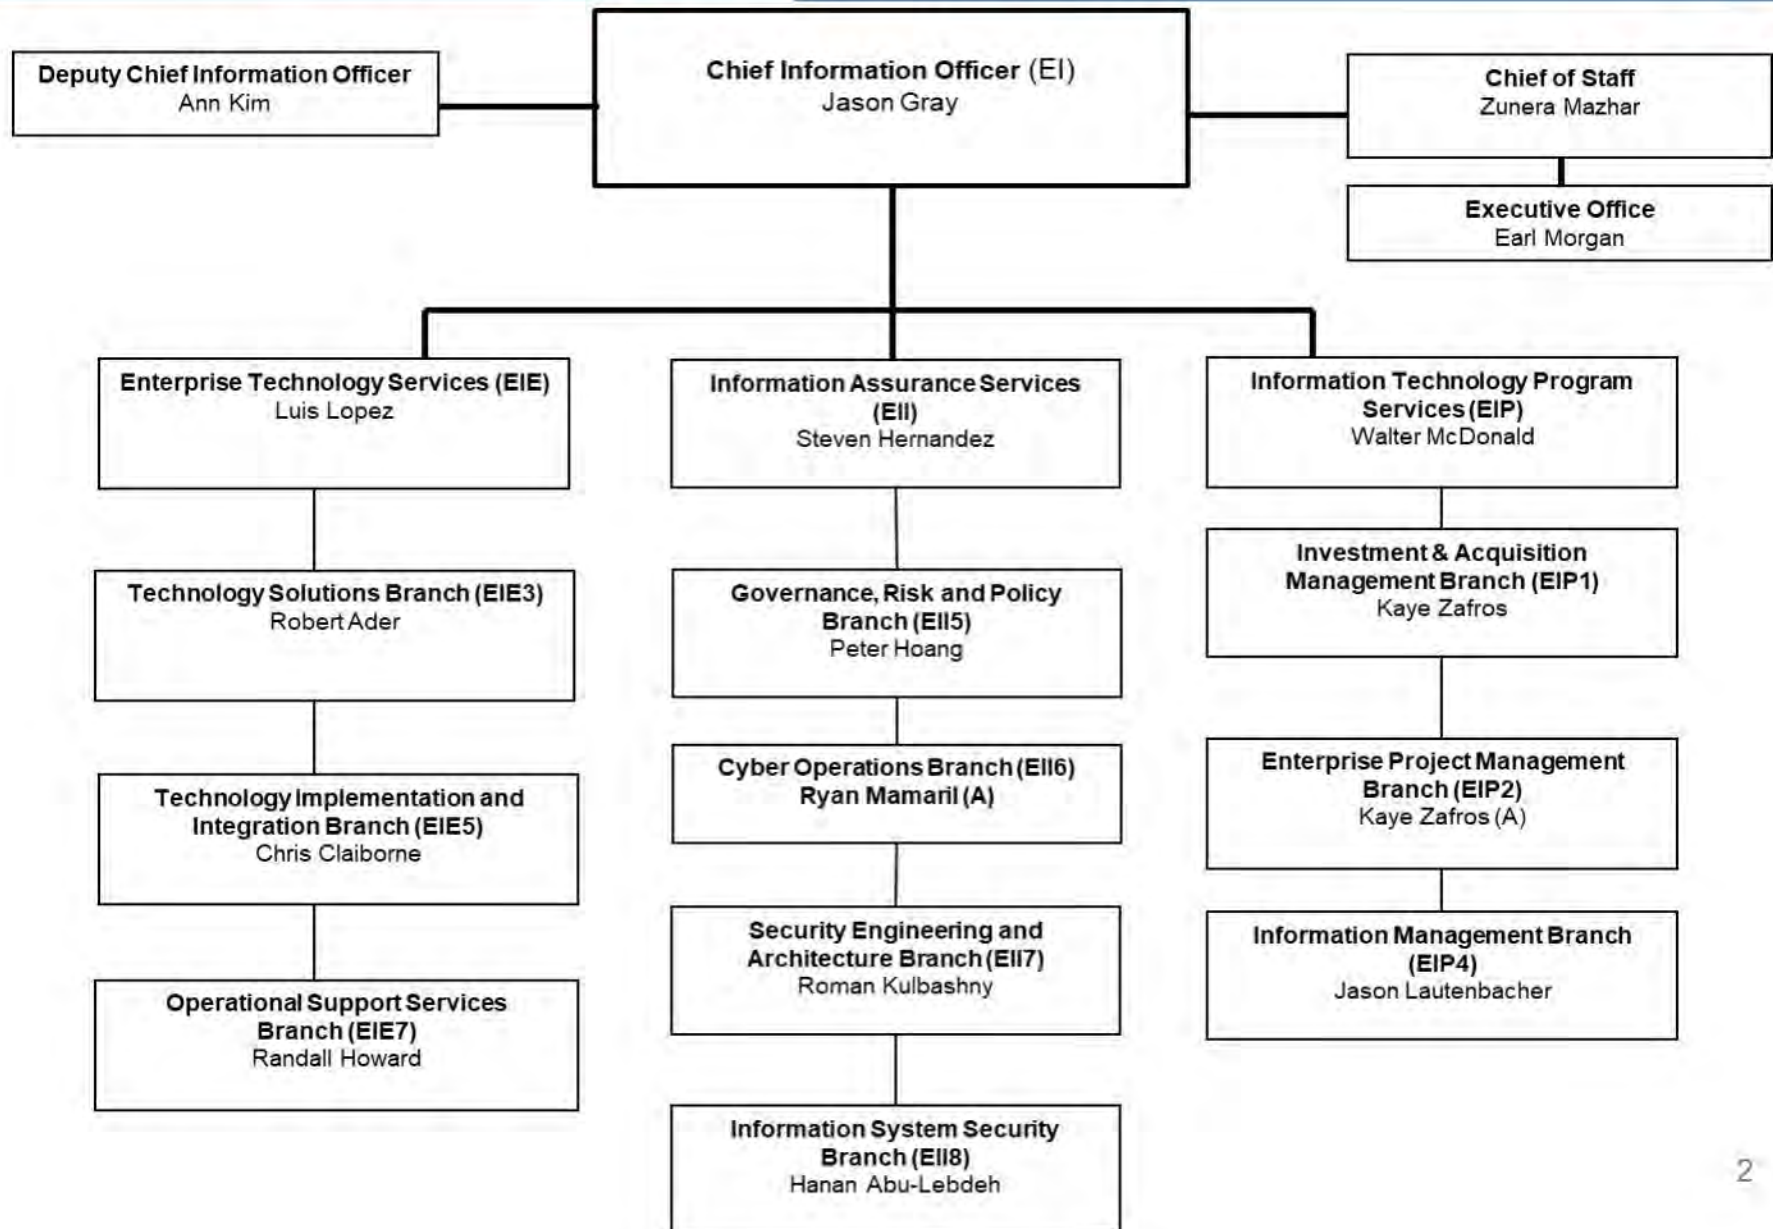 Deputy Chief Information Officer
Ann Kim
Chief Information Officer (EI)
Jason Gray
Chief of Staff
Zunera Mazhar
Executive Office
Earl Morgan
Enterprise Technology Services (EIE)
Luis Lopez
Technology Solutions Branch (EIE3)
Robert Ader
Technology Implementation and
Integration Branch (EIE5)
Chris Claiborne
Operational Support Services
Branch (EIE7)
Randall Howard
Information Assurance Services
(EII)
Steven Hernandez
Governance, Risk and Policy
Branch (EII5)
Peter Hoang
Cyber Operations Branch (EII6)
Ryan Mamaril (A)
Security Engineering and
Architecture Branch (EII7)
Roman Kulbashny
Information System Security
Branch (EII8)
Hanan Abu-Lebdeh
Information Technology Program
Services (EIP)
Walter McDonald
Investment & Acquisition
Management Branch (EIP1)
Kaye Zafros
Enterprise Project Management
Branch (EIP2)
Kaye Zafros (A)
Information Management Branch
(EIP4)
Jason Lautenbacher
2